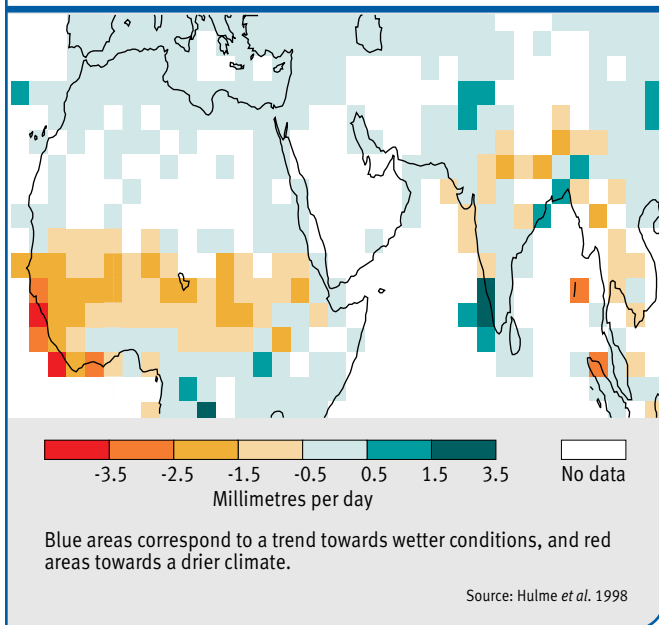 -3.5 -2.5 -1.5 -0.5 0.5 1.5 3.5 No data
Millimetres per day
Blue areas correspond to a trend towards wetter conditions, and red
areas towards a drier climate.
Source: Hulme et al. 1998